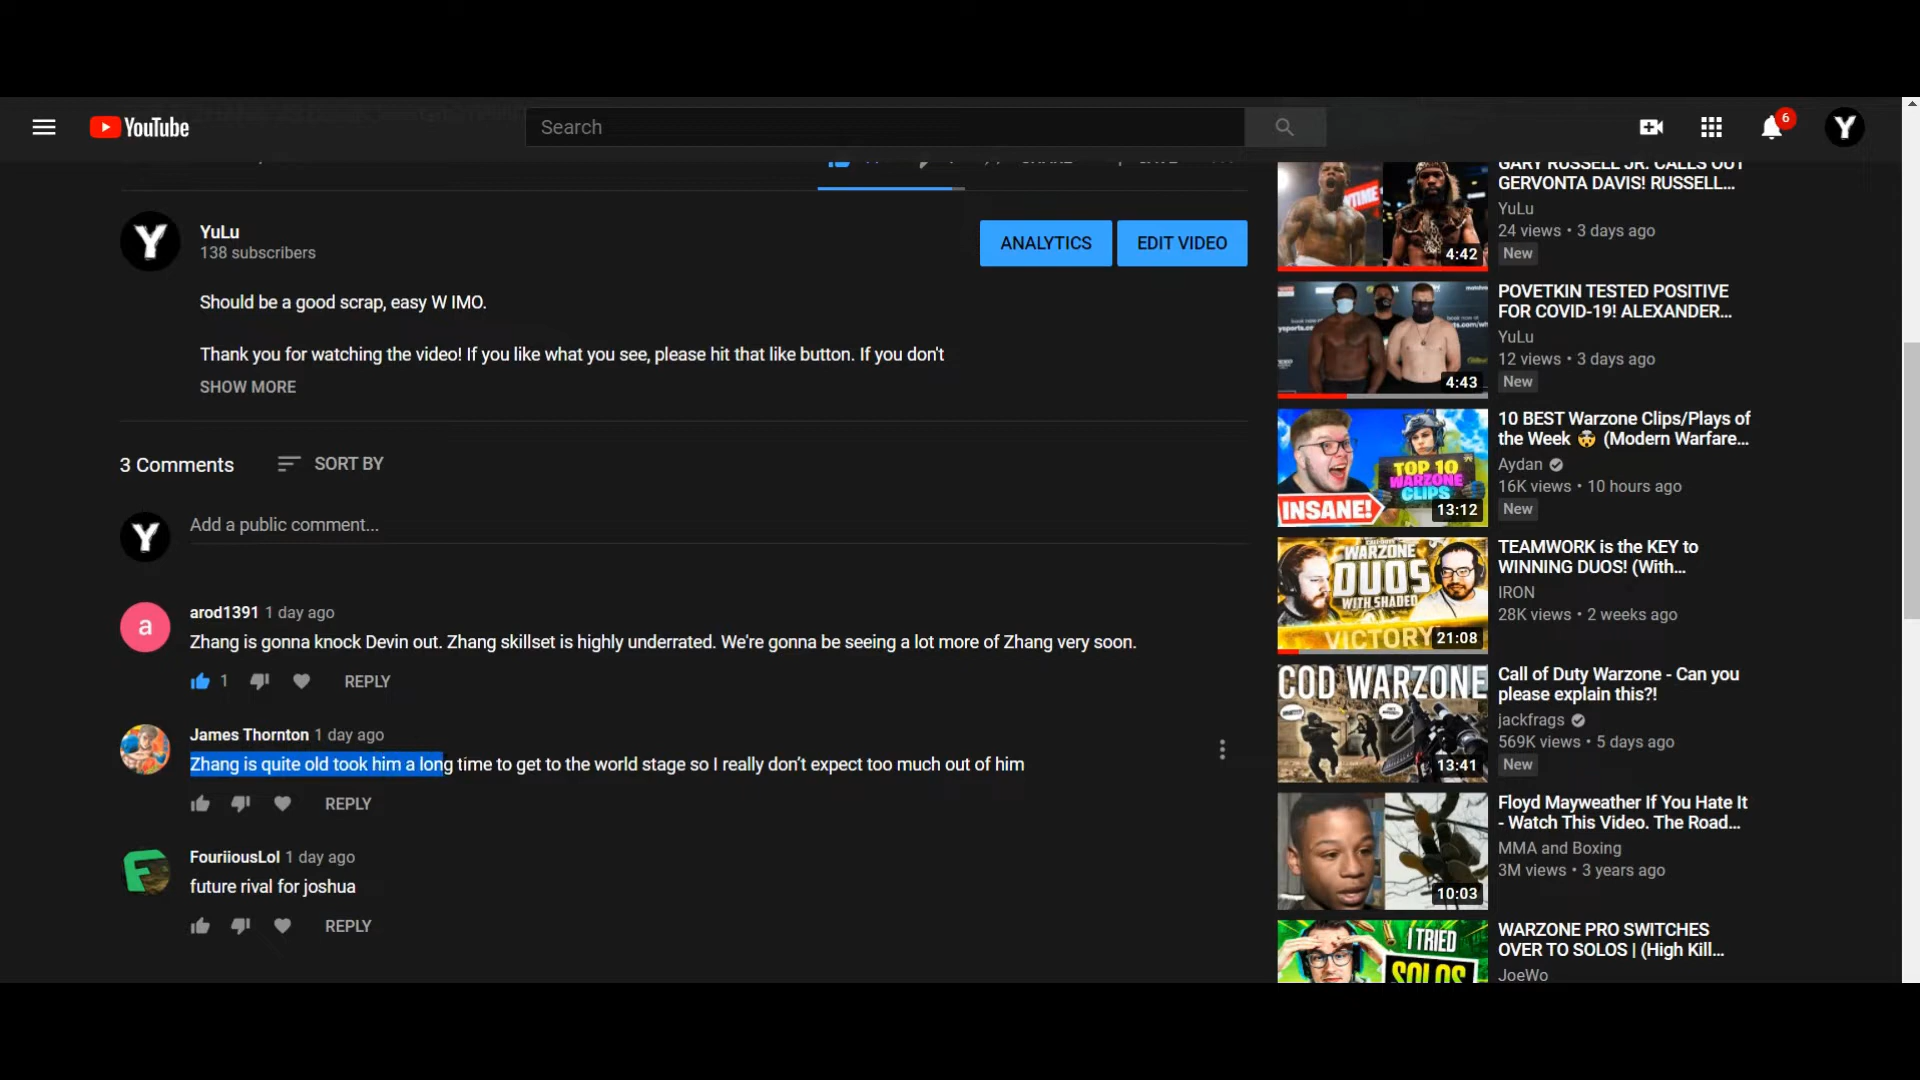 YouTube
Search
6
Y
YuLu
138 subscribers
ANALYTICS
EDIT VIDEO
Should be a good scrap, easy W IMO.
Thank you for watching the video! If you like what you see, please hit that like button. If you don't
SHOW MORE
3 Comments
SORT BY
Y
Add a public comment...
a
arod1391 1 day ago
Zhang is gonna knock Devin out. Zhang skillset is highly underrated. We're gonna be seeing a lot more of Zhang very soon.
1
REPLY
James Thornton 1 day ago
Zhang is quite old took him a long time to get to the world stage so I really don't expect too much out of him
REPLY
F
FouriiousLol 1 day ago
future rival for joshua
REPLY
GARY RUSSELL JR. CALLS OUT
GERVONTA DAVIS! RUSSELL...
YuLu
24 views • 3 days ago
New
4:42
POVETKIN TESTED POSITIVE
FOR COVID-19! ALEXANDER...
YuLu
12 views • 3 days ago
New
4:43
10 BEST Warzone Clips/Plays of
the Week 🤯 (Modern Warfare...
Aydan
16K views • 10 hours ago
New
TOP 10
WARZONE
CLIPS
INSANE!
13:12
TEAMWORK is the KEY to
WINNING DUOS! (With...
IRON
28K views • 2 weeks ago
WARZONE
DUOS
WITH SHADED
VICTORY
21:08
Call of Duty Warzone - Can you
please explain this?!
jackfrags
569K views • 5 days ago
New
COD WARZONE
13:41
Floyd Mayweather If You Hate It
- Watch This Video. The Road...
MMA and Boxing
3M views • 3 years ago
10:03
WARZONE PRO SWITCHES
OVER TO SOLOS | (High Kill...
JoeWo
I TRIED
SOLOS